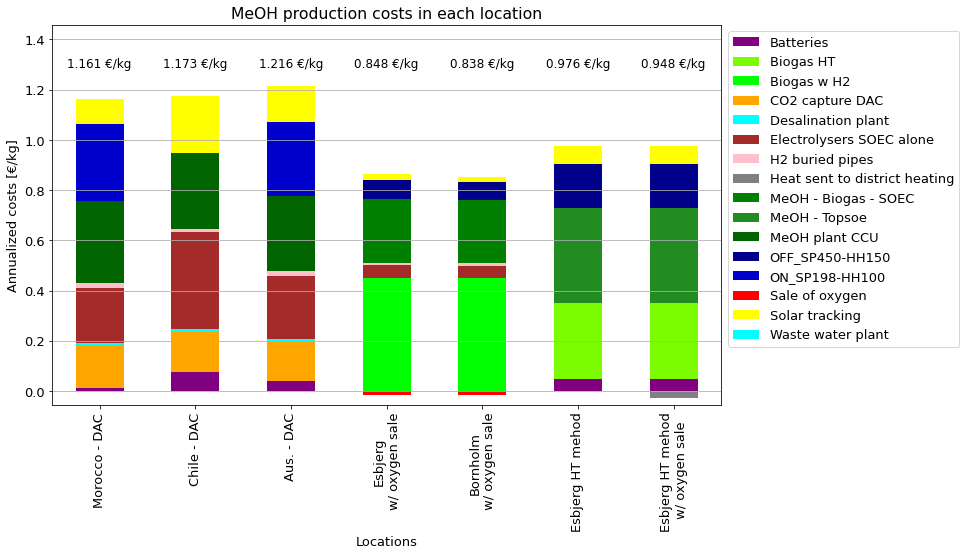 MeOH production costs in each location
1.4
1.2
1.0
0.8
0.6
0.4
0.2
0.0
Annualized costs [€/kg]
1.161 €/kg
1.173 €/kg
1.216 €/kg
0.848 €/kg
0.838 €/kg
0.976 €/kg
0.948 €/kg
Morocco - DAC
Chile - DAC
Aus. - DAC
Esbjerg
w/ oxygen sale
Bornholm
w/ oxygen sale
Esbjerg HT mehod
Esbjerg HT mehod
w/ oxygen sale
Locations
Batteries
Biogas HT
Biogas w H2
CO2 capture DAC
Desalination plant
Electrolysers SOEC alone
H2 buried pipes
Heat sent to district heating
MeOH - Biogas - SOEC
MeOH - Topsoe
MeOH plant CCU
OFF_SP450-HH150
ON_SP198-HH100
Sale of oxygen
Solar tracking
Waste water plant